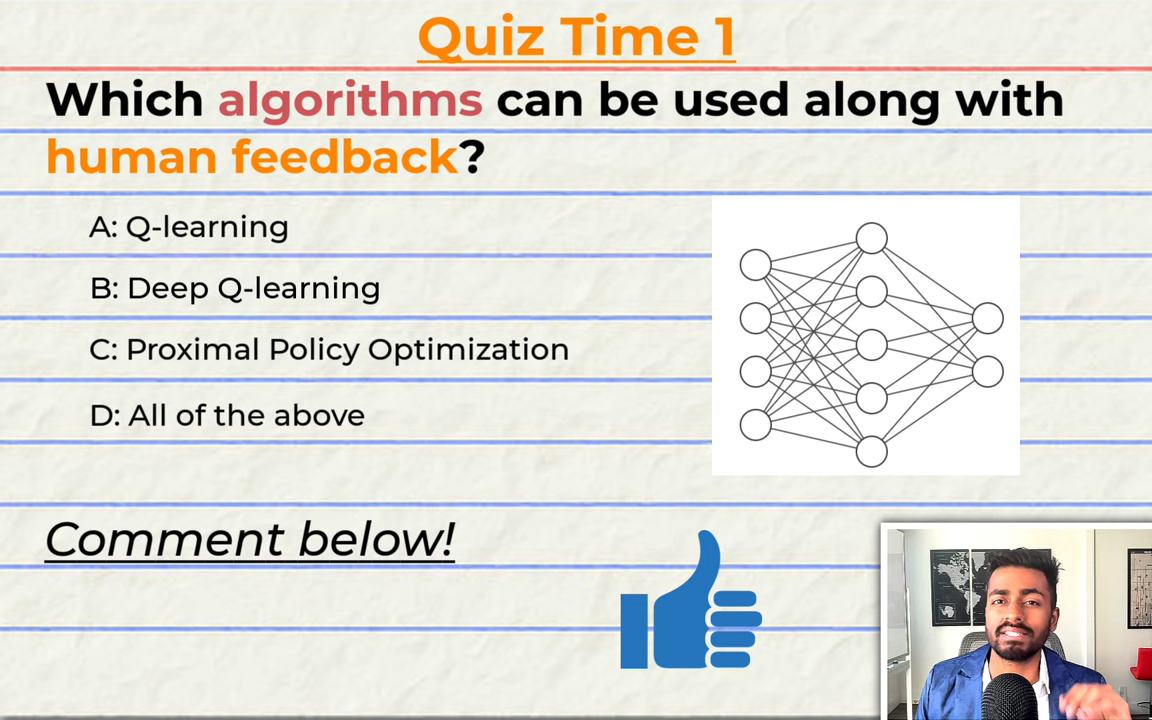 Quiz Time 1
Which algorithms can be used along with
human feedback?
A: Q-learning
B: Deep Q-learning
C: Proximal Policy Optimization
D: All of the above
Comment below!